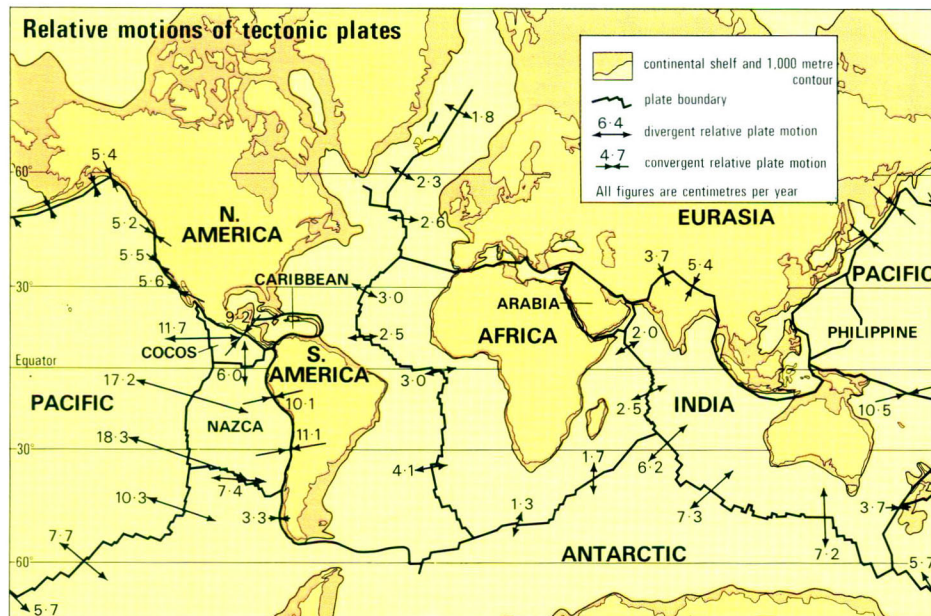 Relative motions of tectonic plates
continental shelf and 1,000 metre
contour
plate boundary
6·4
divergent relative plate motion
4·7
convergent relative plate motion
All figures are centimetres per year
1·8
5·4
60°
2·3
N.
AMERICA
2·6
EURASIA
5·2
5·5
3·7
5·4
PACIFIC
CARIBBEAN
5·6
30°
3·0
ARABIA
9·2
AFRICA
PHILIPPINE
11·7
2·5
2·0
COCOS
S.
AMERICA
Equator
6·0
3·0
17·2
PACIFIC
10·1
2·5
INDIA
10·5
NAZCA
18·3
11·1
30°
4·1
1·7
6·2
7·4
10·3
1·3
7·3
3·7
3·3
7·7
ANTARCTIC
7·2
60°
5·7
5·7